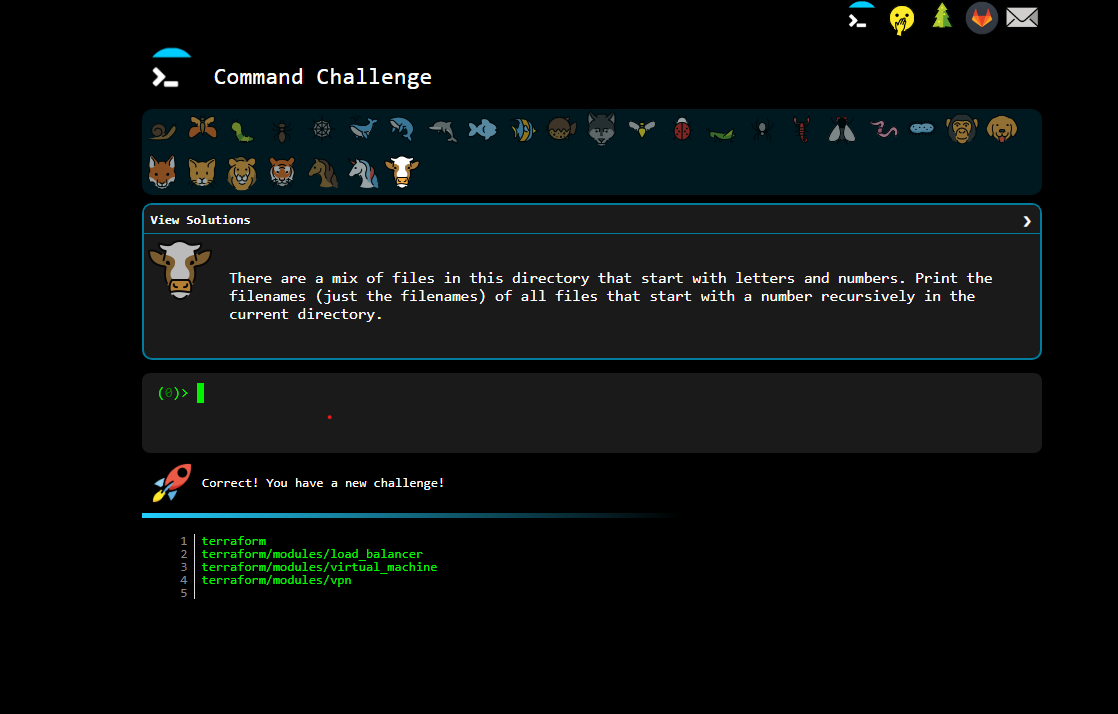 Command Challenge
View Solutions
There are a mix of files in this directory that start with letters and numbers. Print the
filenames (just the filenames) of all files that start with a number recursively in the
current directory.
(0)>
Correct! You have a new challenge!
1 terraform
2 terraform/modules/load_balancer
3 terraform/modules/virtual_machine
4 terraform/modules/vpn
5